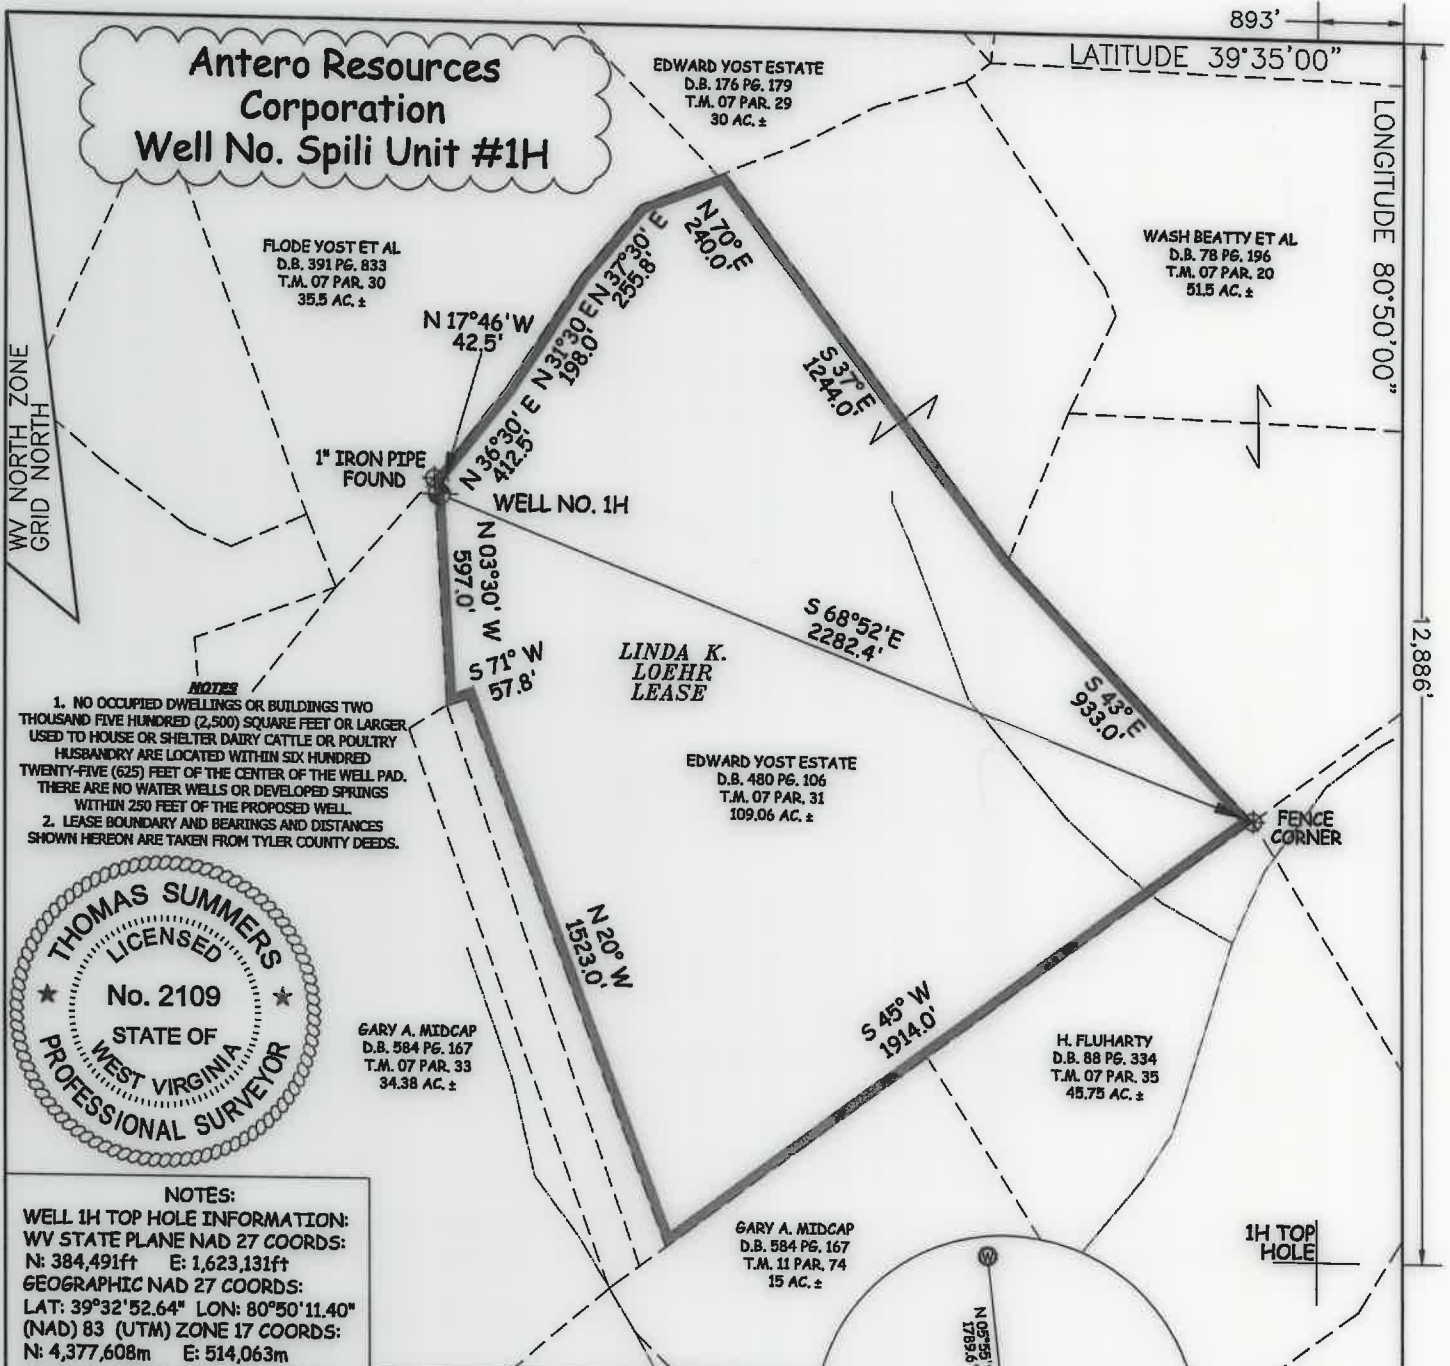 893'
LATITUDE 39°35'00"
LONGITUDE 80°50'00"
12,886'
Antero Resources
Corporation
Well No. Spili Unit #1H
EDWARD YOST ESTATE
D.B. 176 PG. 179
T.M. 07 PAR. 29
30 AC. ±
FLODE YOST ET AL
D.B. 391 PG. 833
T.M. 07 PAR. 30
35.5 AC. ±
WASH BEATTY ET AL
D.B. 78 PG. 196
T.M. 07 PAR. 20
51.5 AC. ±
WV NORTH ZONE
GRID NORTH
N 17°46'W
42.5'
N 70° E
240.0'
N 37°30' E
255.8'
N 31°30 E
198.0'
N 36°30' E
412.5'
S 37° E
1244.0'
1" IRON PIPE
FOUND
WELL NO. 1H
N 03°30' W
597.0'
S 71° W
57.8'
S 68°52'E
2282.4'
S 43° E
933.0'
LINDA K.
LOEHR
LEASE
EDWARD YOST ESTATE
D.B. 480 PG. 106
T.M. 07 PAR. 31
109.06 AC. ±
FENCE
CORNER
NOTES
1. NO OCCUPIED DWELLINGS OR BUILDINGS TWO
THOUSAND FIVE HUNDRED (2,500) SQUARE FEET OR LARGER
USED TO HOUSE OR SHELTER DAIRY CATTLE OR POULTRY
HUSBANDRY ARE LOCATED WITHIN SIX HUNDRED
TWENTY-FIVE (625) FEET OF THE CENTER OF THE WELL PAD.
THERE ARE NO WATER WELLS OR DEVELOPED SPRINGS
WITHIN 250 FEET OF THE PROPOSED WELL.
2. LEASE BOUNDARY AND BEARINGS AND DISTANCES
SHOWN HEREON ARE TAKEN FROM TYLER COUNTY DEEDS.
THOMAS SUMMERS
LICENSED
No. 2109
STATE OF
WEST VIRGINIA
PROFESSIONAL SURVEYOR
N 20° W
1523.0'
S 45° W
1914.0'
GARY A. MIDCAP
D.B. 584 PG. 167
T.M. 07 PAR. 33
34.38 AC. ±
H. FLUHARTY
D.B. 88 PG. 334
T.M. 07 PAR. 35
45.75 AC. ±
GARY A. MIDCAP
D.B. 584 PG. 167
T.M. 11 PAR. 74
15 AC. ±
1H TOP
HOLE
W
N 05°55'
1789.6'
NOTES:
WELL 1H TOP HOLE INFORMATION:
WV STATE PLANE NAD 27 COORDS:
N: 384,491ft E: 1,623,131ft
GEOGRAPHIC NAD 27 COORDS:
LAT: 39°32'52.64" LON: 80°50'11.40"
(NAD) 83 (UTM) ZONE 17 COORDS:
N: 4,377,608m E: 514,063m